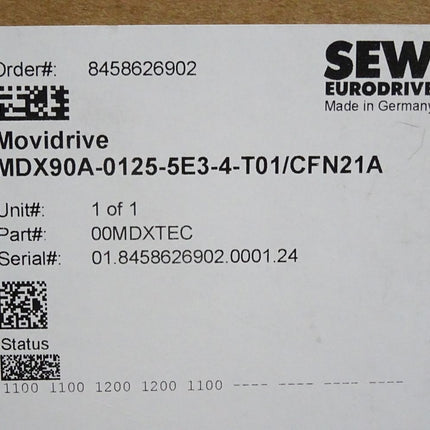 Order#: 8458626902
SEW
EURODRIVE
Made in Germany
Movidrive
MDX90A-0125-5E3-4-T01/CFN21A
Unit#: 1 of 1
Part#: 00MDXTEC
Serial#: 01.8458626902.0001.24
Status
1100 1100 1200 1200 1100 ---- ---- ---- ----